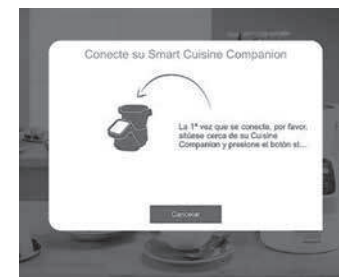 Conecte su Smart Cuisine Companion
La 1ª vez que se conecte, por favor,
sitúese cerca de su Cuisine
Companion y presione el botón si...
Cancelar